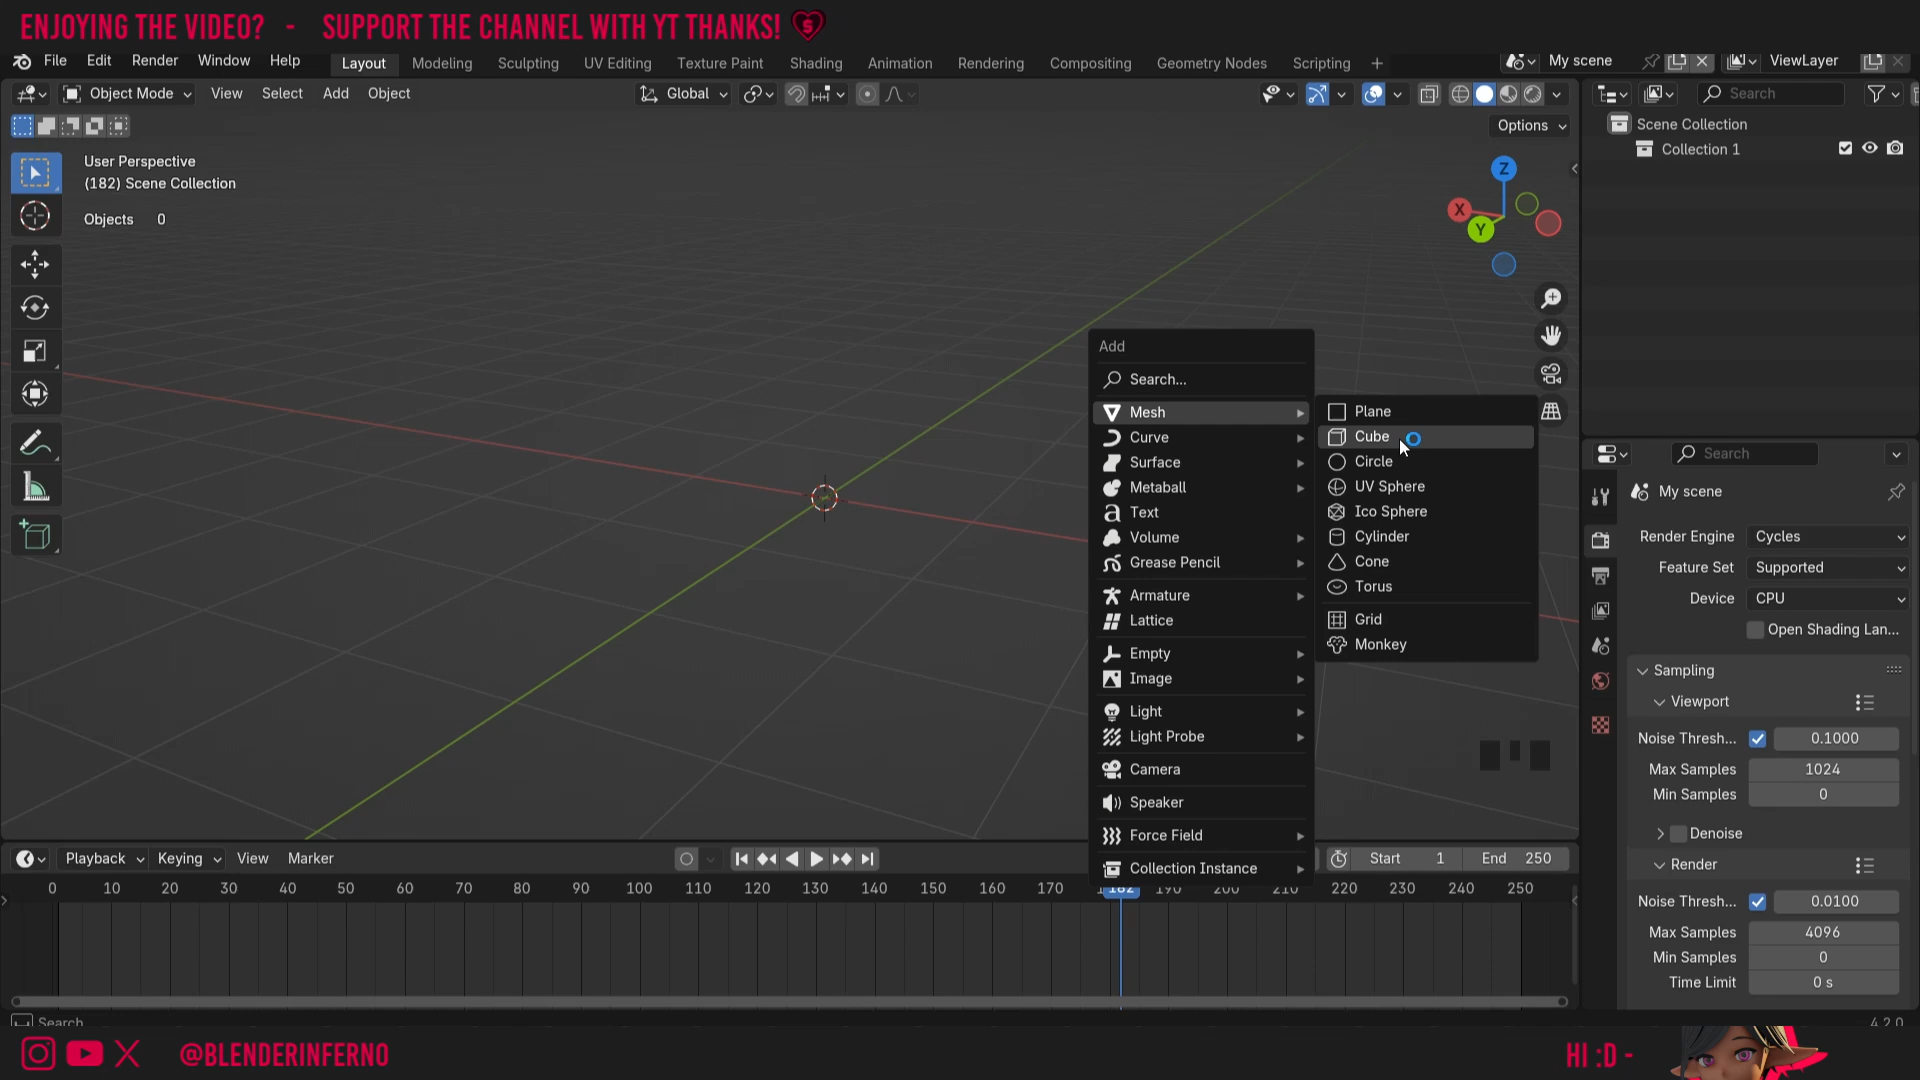 ENJOYING THE VIDEO? - SUPPORT THE CHANNEL WITH YT THANKS!
File Edit Render Window Help Layout Modeling Sculpting UV Editing Texture Paint Shading Animation Rendering Compositing Geometry Nodes Scripting + My scene ViewLayer
Object Mode View Select Add Object Global Search
Options
Scene Collection
Collection 1
User Perspective
(182) Scene Collection
Objects 0
Z
X
Y
Add
Search...
Mesh
Curve
Surface
Metaball
Text
Volume
Grease Pencil
Armature
Lattice
Empty
Image
Light
Light Probe
Camera
Speaker
Force Field
Collection Instance
Plane
Cube
Circle
UV Sphere
Ico Sphere
Cylinder
Cone
Torus
Grid
Monkey
Search
My scene
Render Engine Cycles
Feature Set Supported
Device CPU
Open Shading Lan...
Sampling
Viewport
Noise Thresh... 0.1000
Max Samples 1024
Min Samples 0
Denoise
Render
Noise Thresh... 0.0100
Max Samples 4096
Min Samples 0
Time Limit 0 s
Playback Keying View Marker Start 1 End 250
0 10 20 30 40 50 60 70 80 90 100 110 120 130 140 150 160 170 182 190 200 210 220 230 240 250
Search
4.2.0
@BLENDERINFERNO
HI :D -